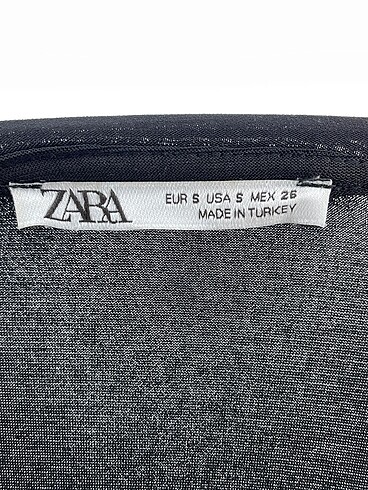 ZARA
EUR S USA S MEX 26
MADE IN TURKEY